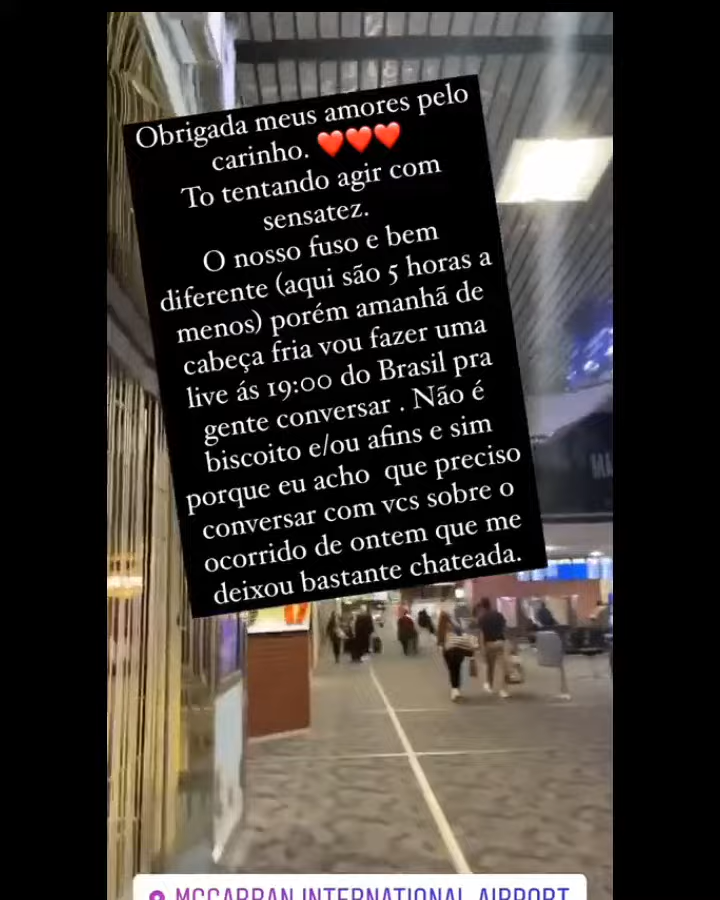 Obrigada meus amores pelo
carinho. ❤️❤️❤️
To tentando agir com
sensatez.
O nosso fuso e bem
diferente (aqui são 5 horas a
menos) porém amanhã de
cabeça fria vou fazer uma
live ás 19:00 do Brasil pra
gente conversar . Não é
biscoito e/ou afins e sim
porque eu acho  que preciso
conversar com vcs sobre o
ocorrido de ontem que me
deixou bastante chateada.
MCCARRAN INTERNATIONAL AIRPORT